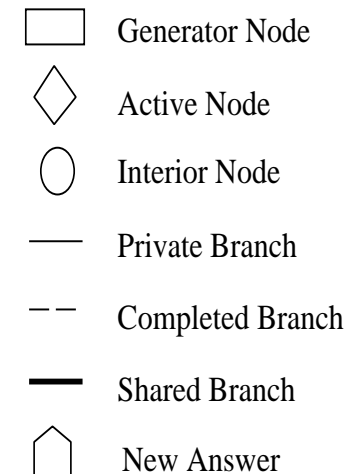 Generator Node
Active Node
Interior Node
Private Branch
Completed Branch
Shared Branch
New Answer